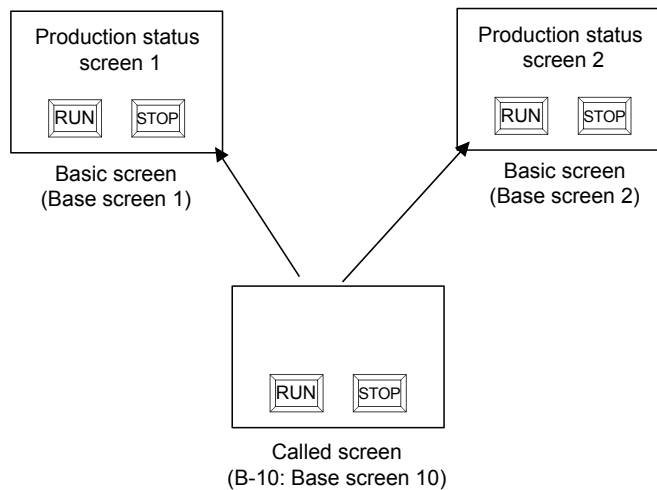 Production status
screen 1
RUN
STOP
Basic screen
(Base screen 1)
Production status
screen 2
RUN
STOP
Basic screen
(Base screen 2)
RUN
STOP
Called screen
(B-10: Base screen 10)